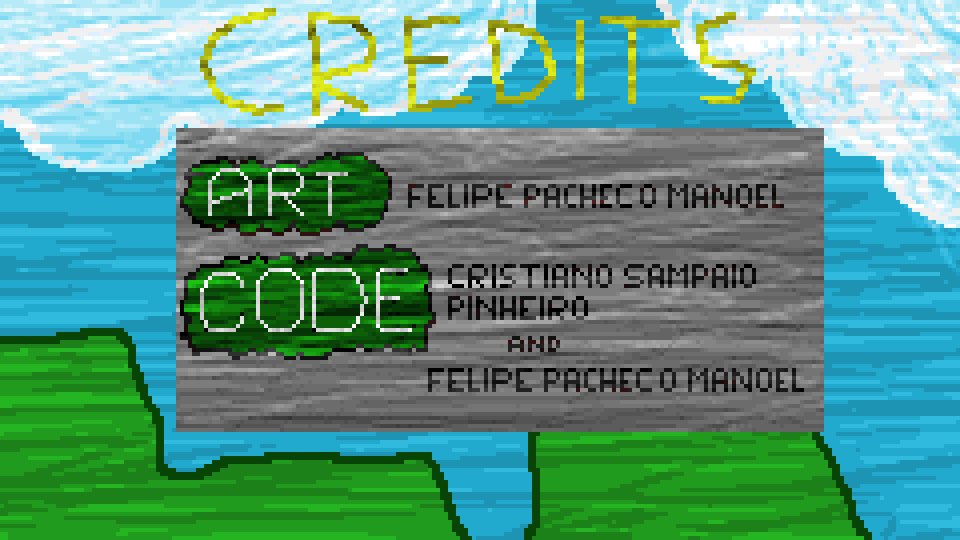 CREDITS
ART FELIPE PACHECO MANOEL
CODE CRISTIANO SAMPAIO
PINHEIRO
AND
FELIPE PACHECO MANOEL